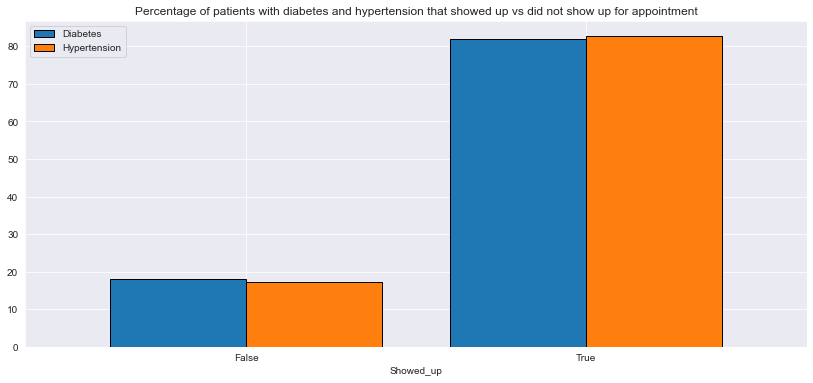 Percentage of patients with diabetes and hypertension that showed up vs did not show up for appointment
Diabetes
Hypertension
80
70
60
50
40
30
20
10
0
False
True
Showed_up